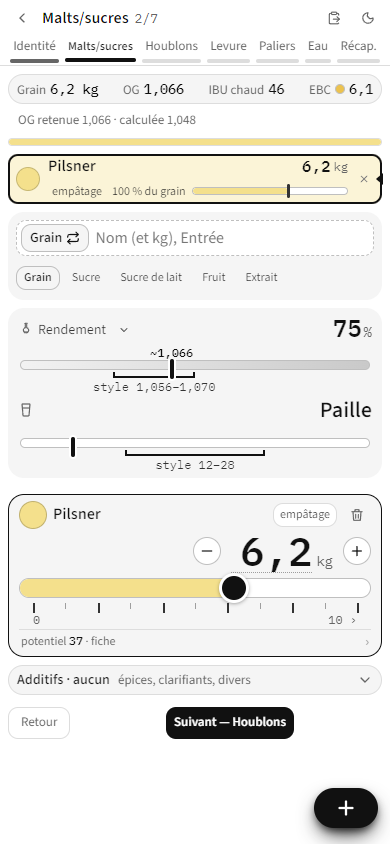 Malts/sucres 2/7
Identité Malts/sucres Houblons Levure Paliers Eau Récap.
Grain 6,2 kg OG 1,066 IBU chaud 46 EBC 6,1
OG retenue 1,066 · calculée 1,048
Pilsner 6,2 kg ×
empâtage 100 % du grain
Grain Nom (et kg), Entrée
Grain Sucre Sucre de lait Fruit Extrait
Rendement 75%
~1,066
style 1,056–1,070
Paille
style 12–28
Pilsner empâtage
− 6,2 kg +
0 10 ›
potentiel 37 · fiche ›
Additifs · aucun épices, clarifiants, divers
Retour Suivant — Houblons
+